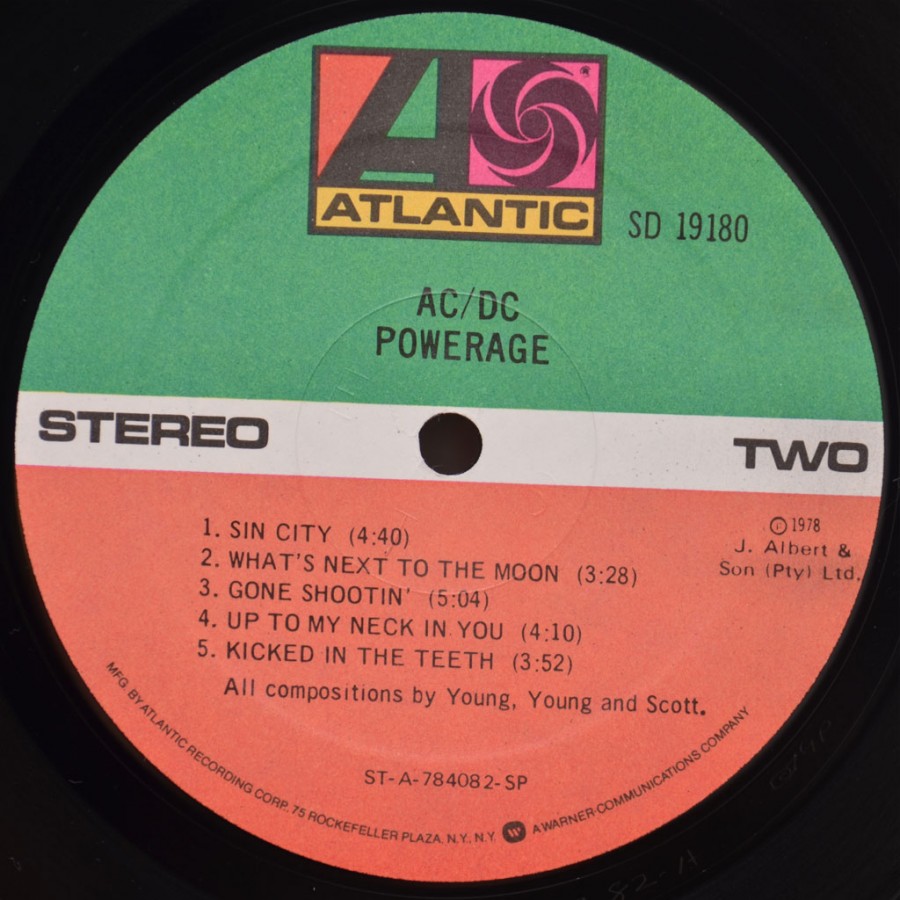 ATLANTIC
®
SD 19180
AC/DC
POWERAGE
STEREO
TWO
1. SIN CITY (4:40)
2. WHAT'S NEXT TO THE MOON (3:28)
3. GONE SHOOTIN' (5:04)
4. UP TO MY NECK IN YOU (4:10)
5. KICKED IN THE TEETH (3:52)
All compositions by Young, Young and Scott.
℗ 1978
J. Albert &
Son (Pty) Ltd.
ST-A-784082-SP
MFG. BY ATLANTIC RECORDING CORP. 75 ROCKEFELLER PLAZA, N.Y. N.Y. A WARNER COMMUNICATIONS COMPANY